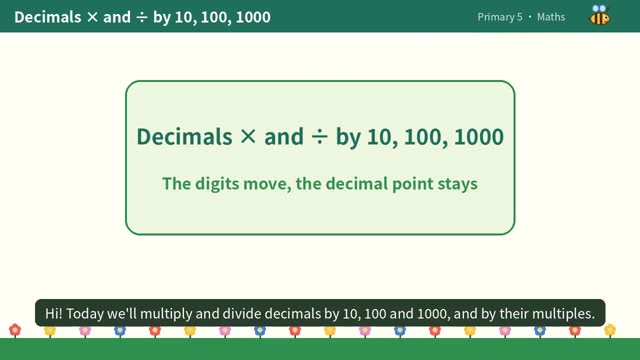 Decimals × and ÷ by 10, 100, 1000
Primary 5 · Maths
Decimals × and ÷ by 10, 100, 1000
The digits move, the decimal point stays
Hi! Today we'll multiply and divide decimals by 10, 100 and 1000, and by their multiples.